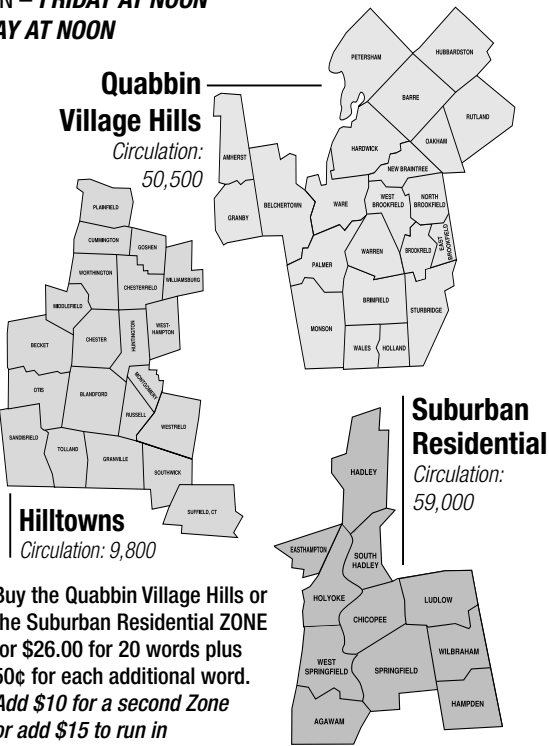 N – FRIDAY AT NOON
AY AT NOON
Quabbin
Village Hills
Circulation:
50,500
PETERSHAM
HUBBARDSTON
BARRE
RUTLAND
HARDWICK
OAKHAM
NEW BRAINTREE
AMHERST
BELCHERTOWN
WARE
WEST
BROOKFIELD
NORTH
BROOKFIELD
GRANBY
PALMER
WARREN
BROOKFIELD
EAST
BROOKFIELD
BRIMFIELD
STURBRIDGE
MONSON
WALES
HOLLAND
PLAINFIELD
CUMMINGTON
GOSHEN
WORTHINGTON
CHESTERFIELD
WILLIAMSBURG
MIDDLEFIELD
CHESTER
HUNTINGTON
WEST-
HAMPTON
BECKET
OTIS
BLANDFORD
MONTGOMERY
RUSSELL
WESTFIELD
SANDISFIELD
TOLLAND
GRANVILLE
SOUTHWICK
SUFFIELD, CT
Hilltowns
Circulation: 9,800
Suburban
Residential
Circulation:
59,000
HADLEY
EASTHAMPTON
SOUTH
HADLEY
HOLYOKE
CHICOPEE
LUDLOW
WEST
SPRINGFIELD
SPRINGFIELD
WILBRAHAM
AGAWAM
HAMPDEN
Buy the Quabbin Village Hills or
the Suburban Residential ZONE
for $26.00 for 20 words plus
50¢ for each additional word.
Add $10 for a second Zone
or add $15 to run in